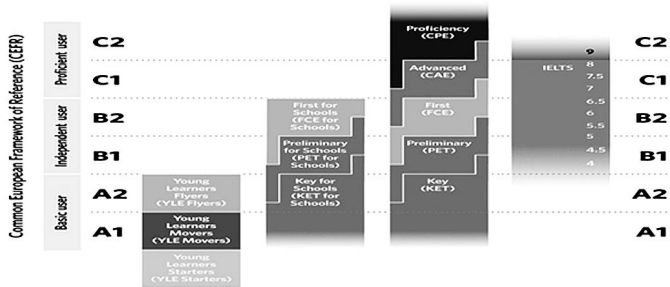 Common European Framework of Reference (CEFR)
Proficient user
Independent user
Basic user
C2
C1
B2
B1
A2
A1
Young
Learners
Flyers
(YLE Flyers)
Young
Learners
Movers
(YLE Movers)
Young
Learners
Starters
(YLE Starters)
First for
Schools
(FCE for
Schools)
Preliminary
for Schools
(PET for
Schools)
Key for
Schools
(KET for
Schools)
Proficiency
(CPE)
Advanced
(CAE)
First
(FCE)
Preliminary
(PET)
Key
(KET)
IELTS
9
8
7.5
7
6.5
6
5.5
5
4.5
4
C2
C1
B2
B1
A2
A1